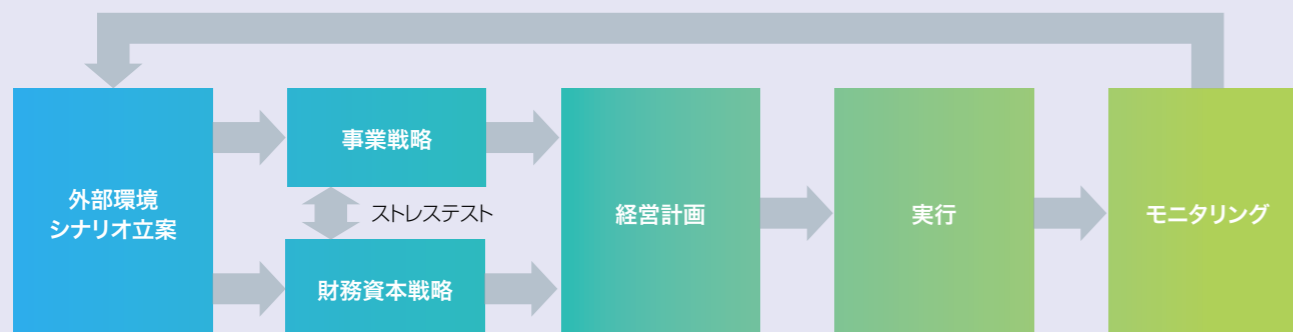 外部環境
シナリオ立案
事業戦略
ストレステスト
財務資本戦略
経営計画
実行
モニタリング